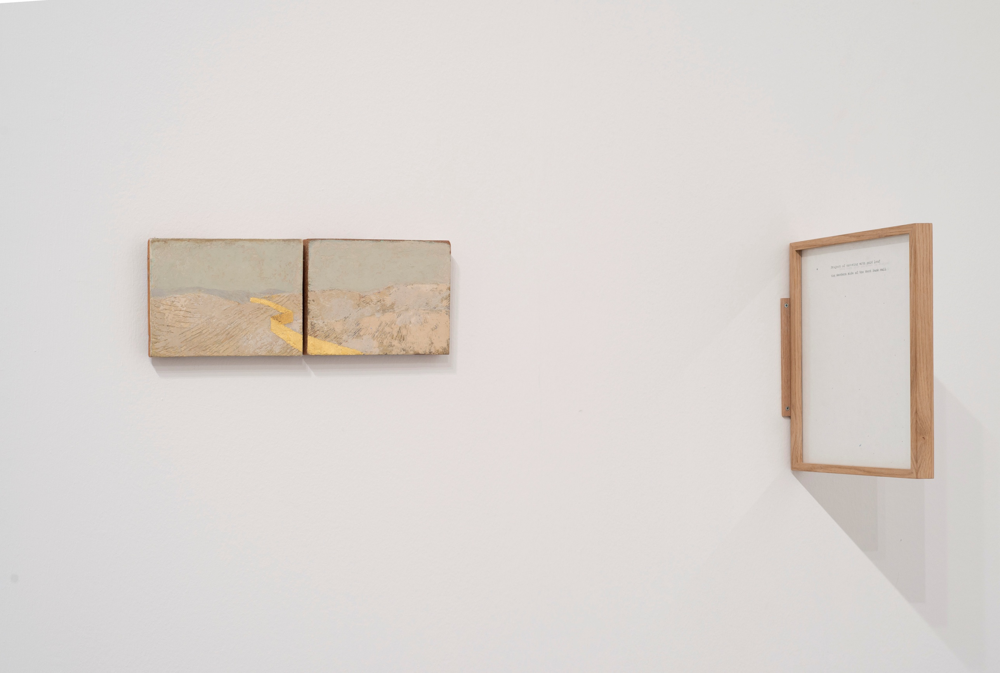 Project of covering with gold leaf
the western side of the West Bank wall